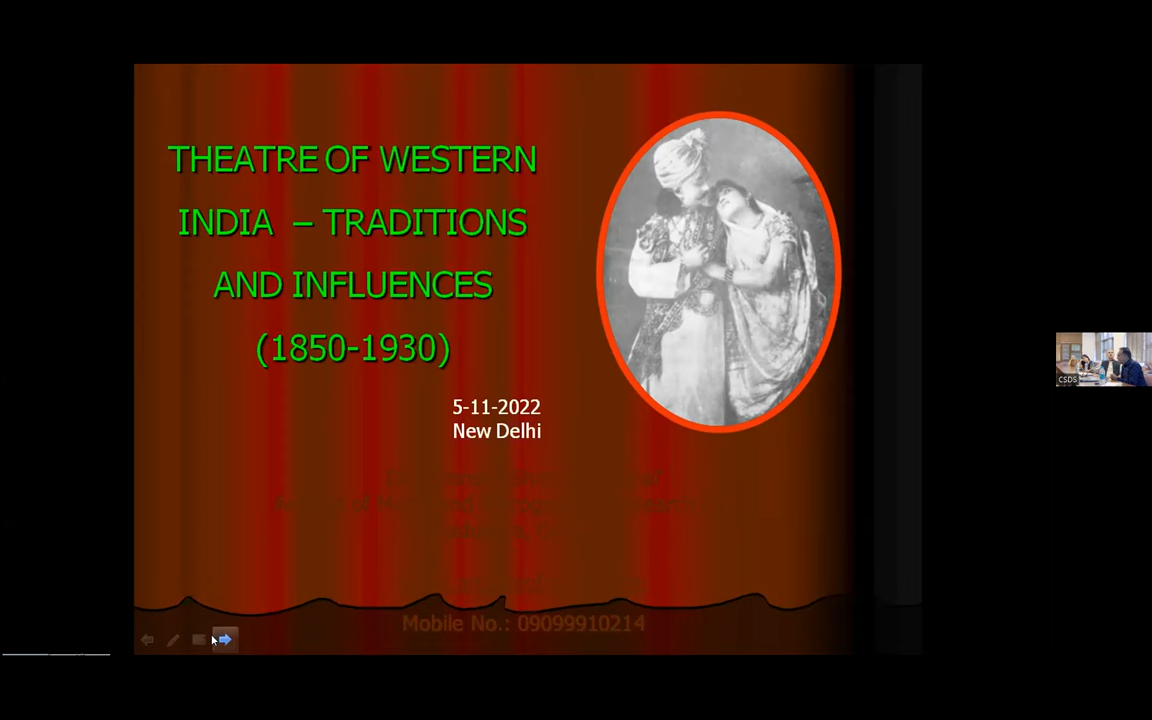 THEATRE OF WESTERN
INDIA – TRADITIONS
AND INFLUENCES
(1850-1930)
5-11-2022
New Delhi
Mobile No.: 09099910214
CSDS